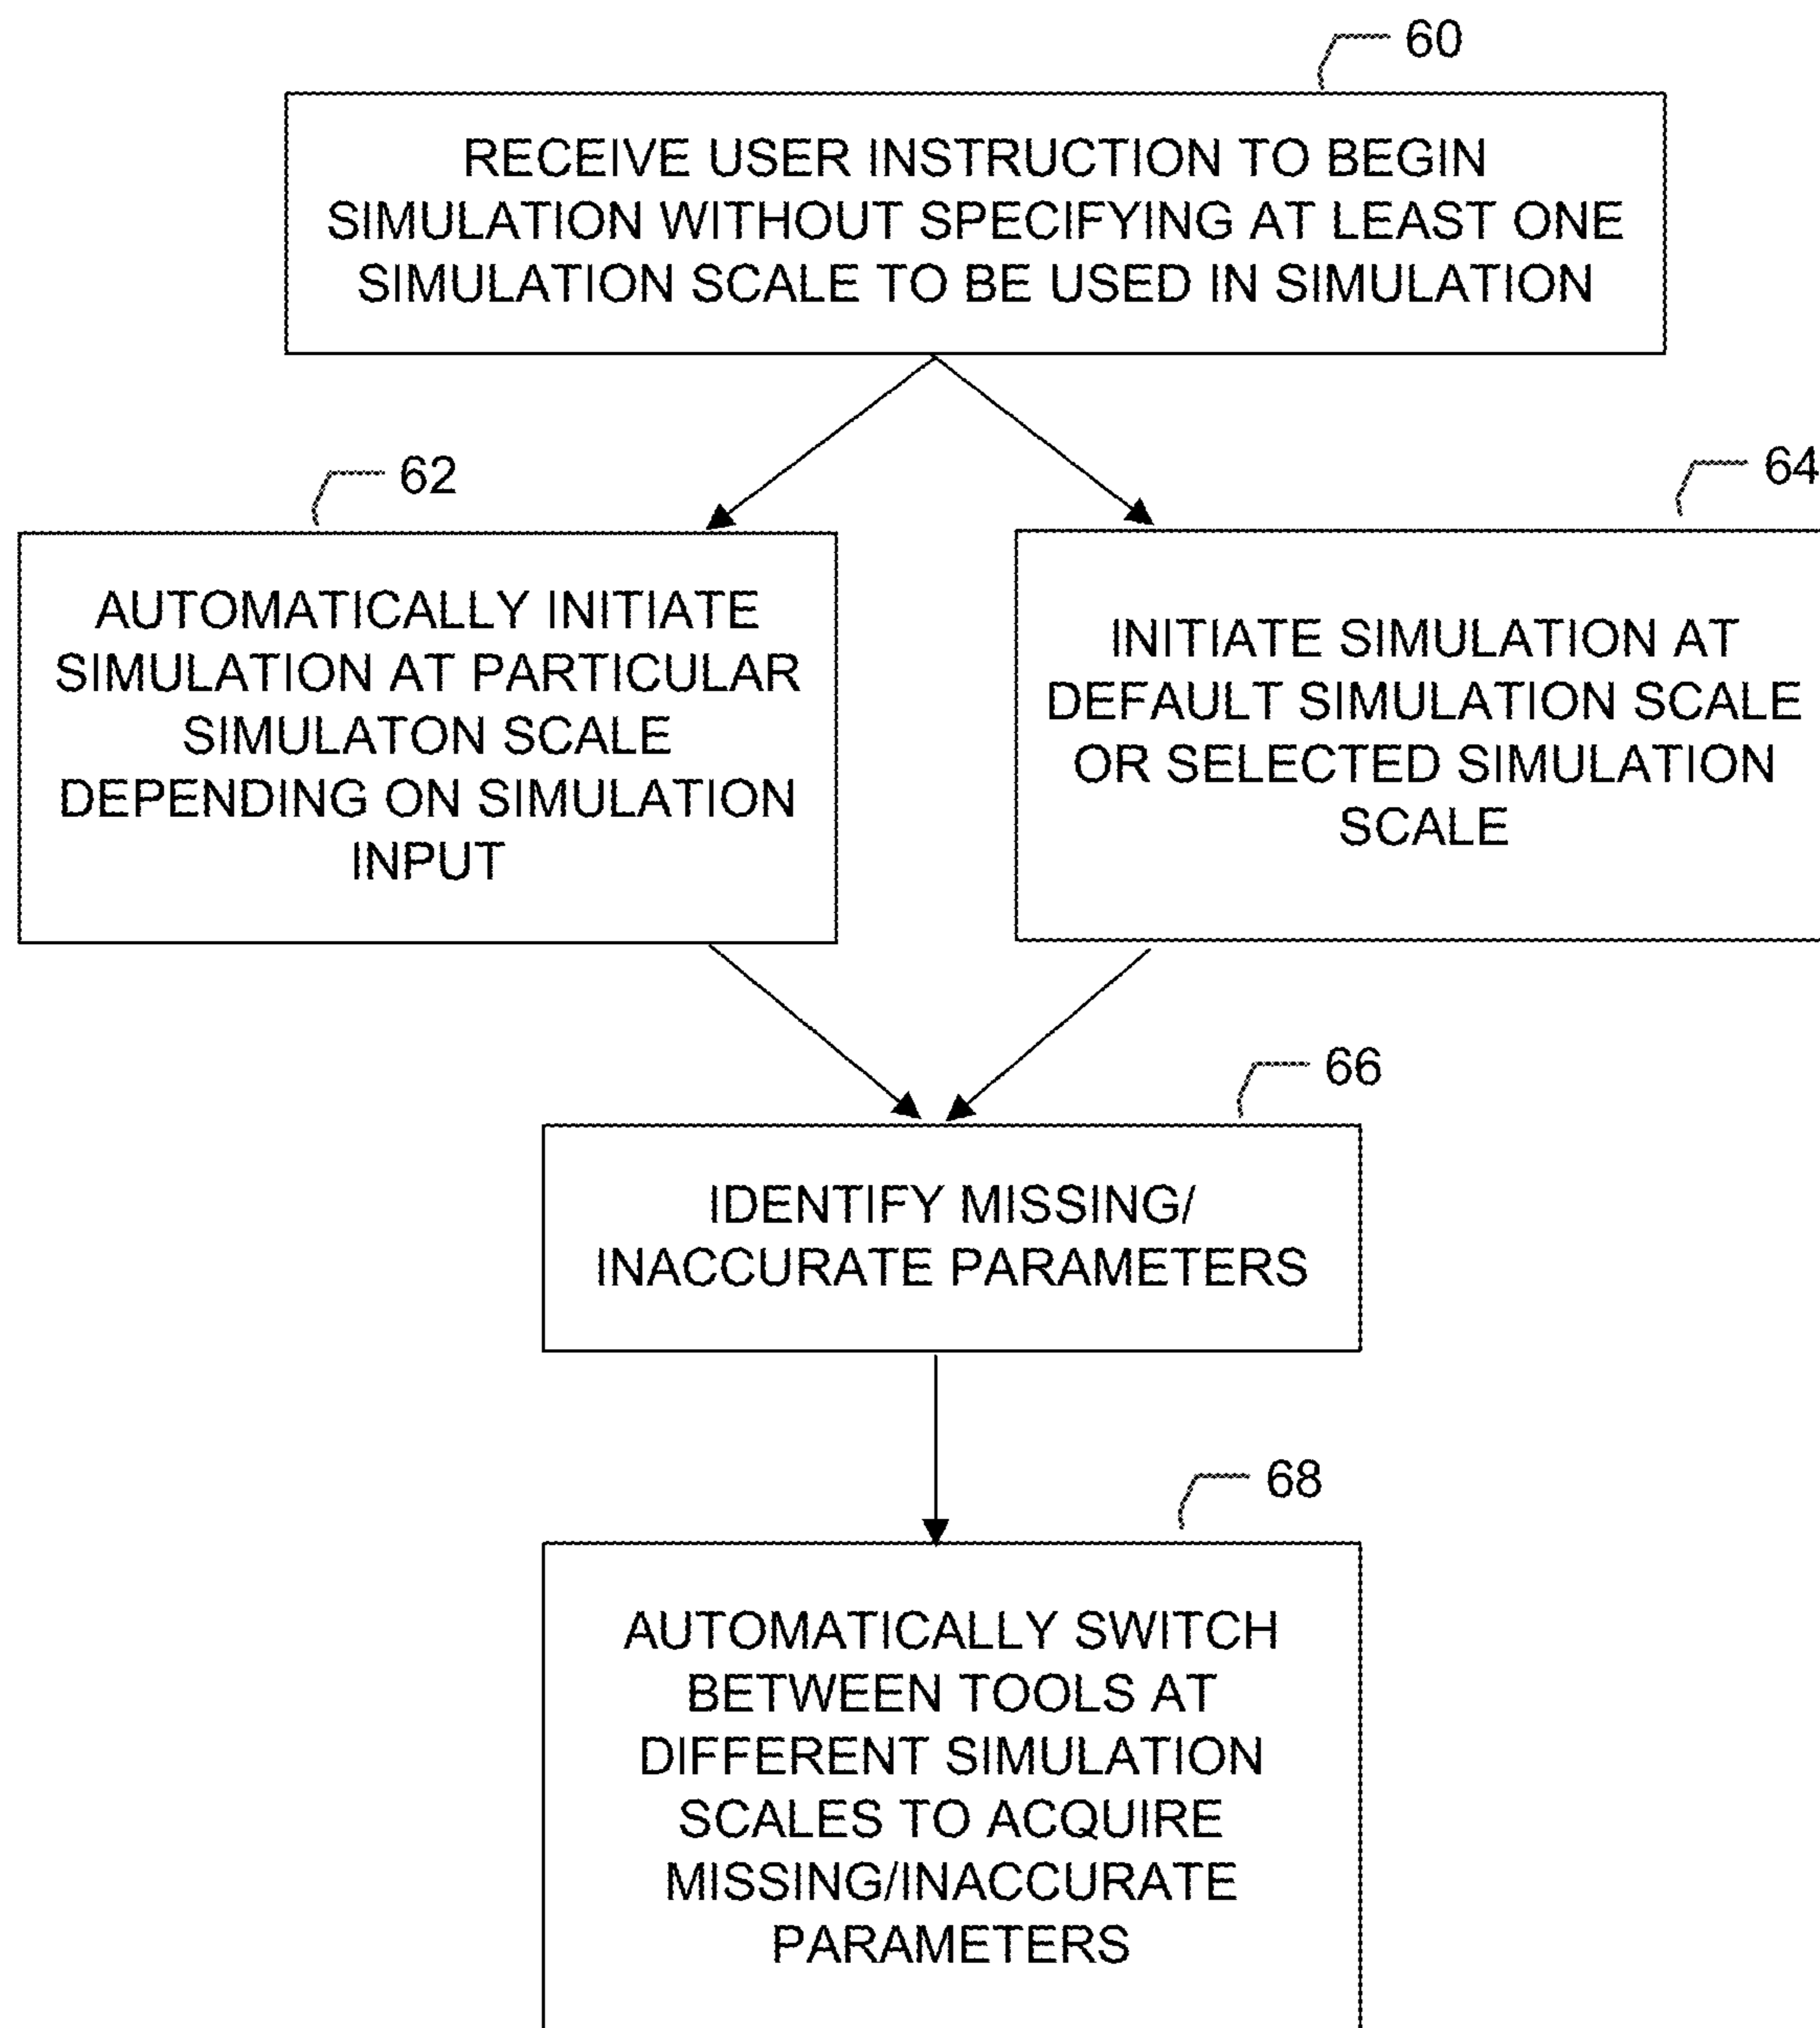 60
RECEIVE USER INSTRUCTION TO BEGIN
SIMULATION WITHOUT SPECIFYING AT LEAST ONE
SIMULATION SCALE TO BE USED IN SIMULATION
62
AUTOMATICALLY INITIATE
SIMULATION AT PARTICULAR
SIMULATON SCALE
DEPENDING ON SIMULATION
INPUT
64
INITIATE SIMULATION AT
DEFAULT SIMULATION SCALE
OR SELECTED SIMULATION
SCALE
66
IDENTIFY MISSING/
INACCURATE PARAMETERS
68
AUTOMATICALLY SWITCH
BETWEEN TOOLS AT
DIFFERENT SIMULATION
SCALES TO ACQUIRE
MISSING/INACCURATE
PARAMETERS